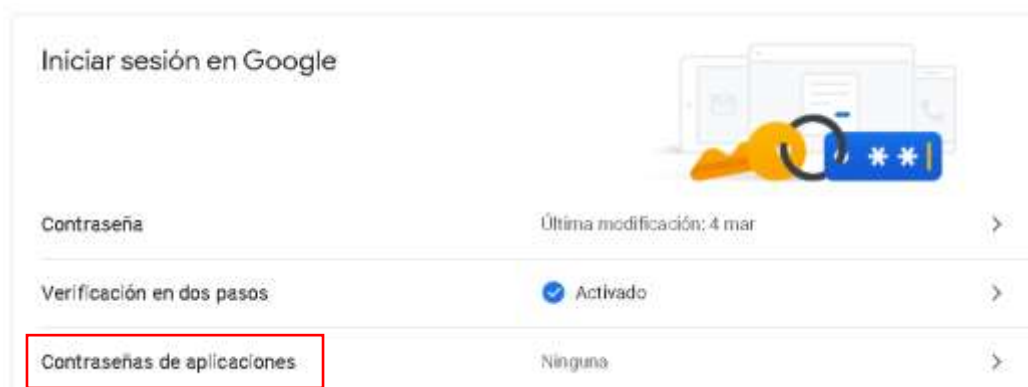 Iniciar sesión en Google
**
Contraseña Última modificación: 4 mar
Verificación en dos pasos Activado
Contraseñas de aplicaciones Ninguna